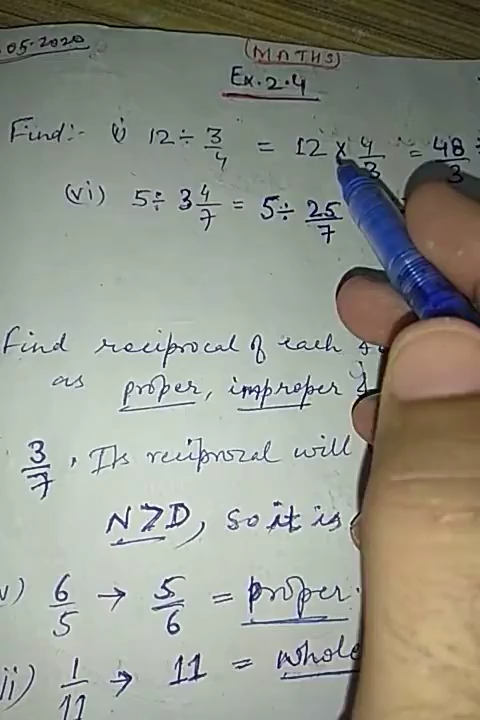 .05.2020
(MATHS)
Ex.2.4
Find:- (i) 12 ÷ 3/4 = 12 × 4/3 = 48/3 =
(vi) 5 ÷ 3 4/7 = 5 ÷ 25/7
Find reciprocal of each
as proper, improper
3/7. Its reciprocal will
N>D, so it is
v) 6/5 → 5/6 = proper.
ii) 1/11 → 11 = whole